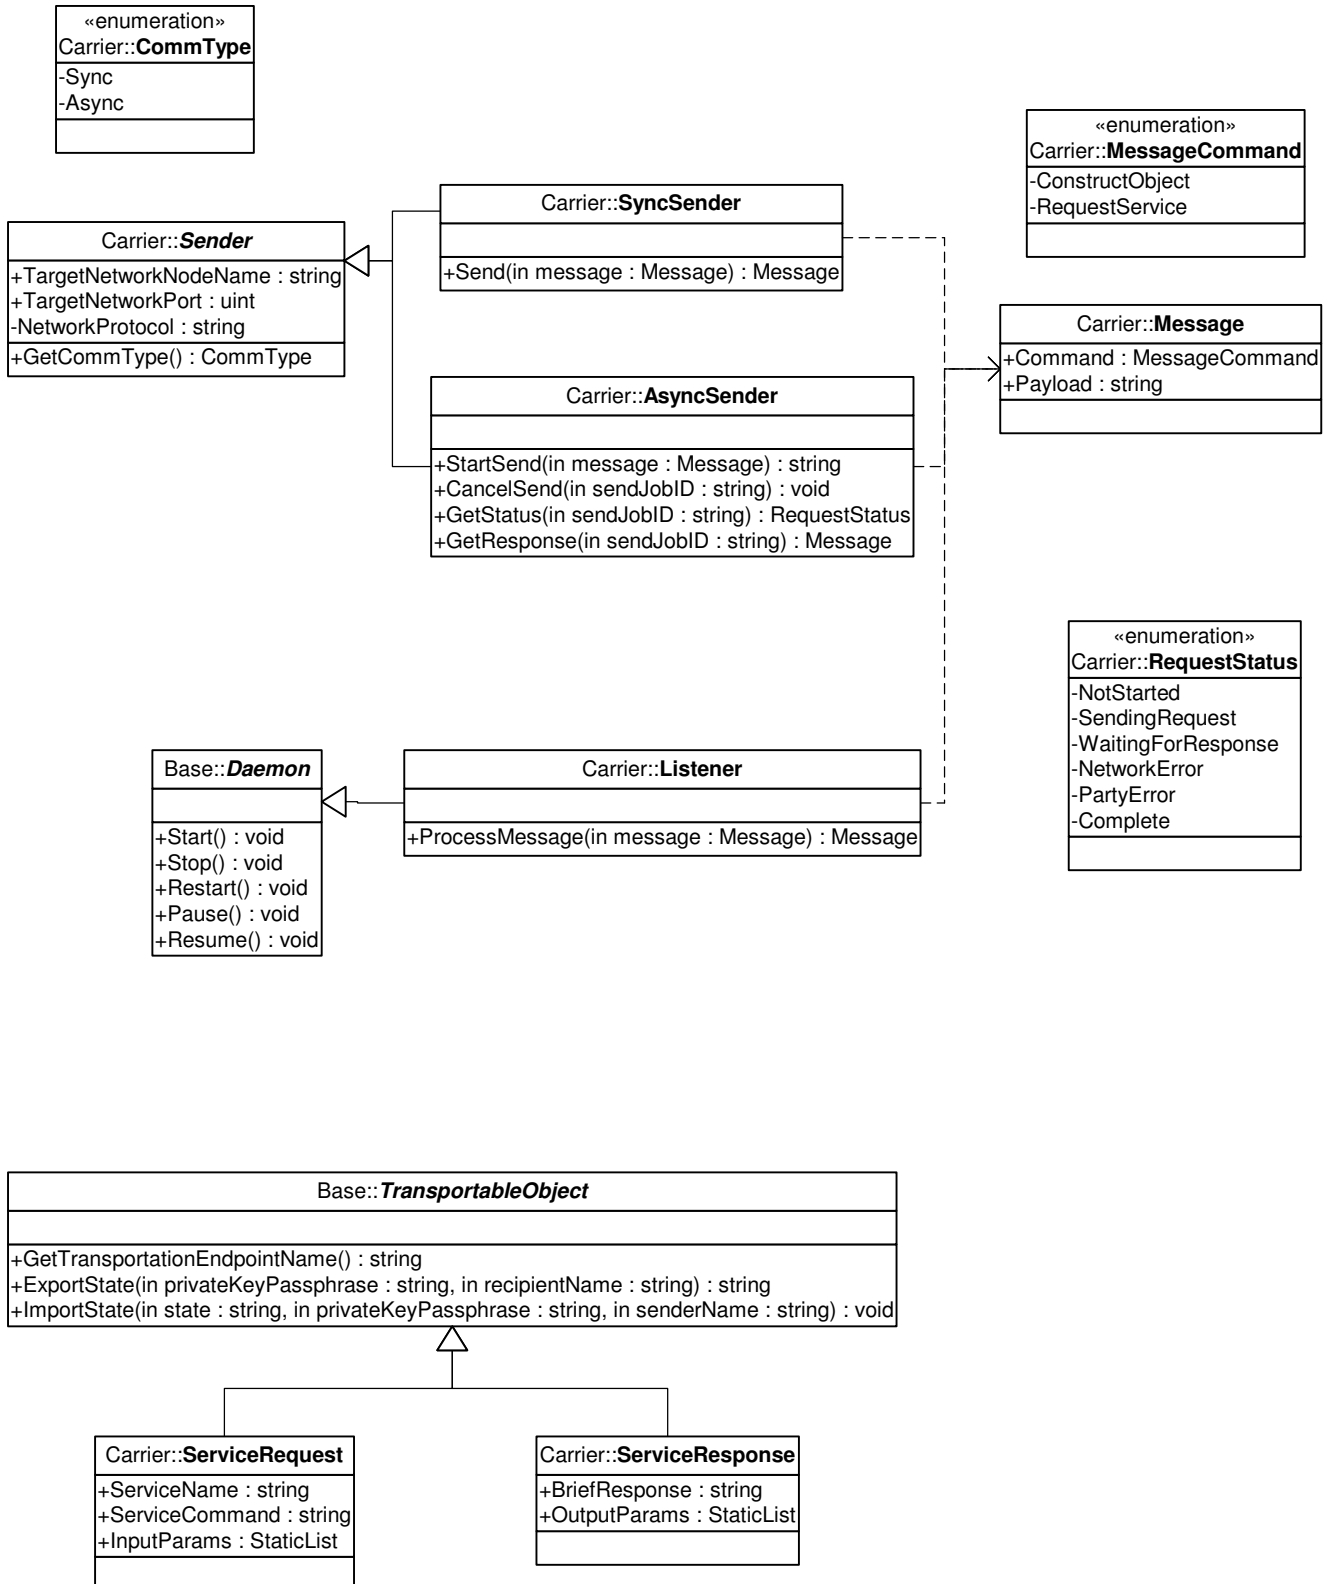 «enumeration»
Carrier::CommType
-Sync
-Async
«enumeration»
Carrier::MessageCommand
-ConstructObject
-RequestService
Carrier::SyncSender
+Send(in message : Message) : Message
Carrier::Sender
+TargetNetworkNodeName : string
+TargetNetworkPort : uint
-NetworkProtocol : string
+GetCommType() : CommType
Carrier::Message
+Command : MessageCommand
+Payload : string
Carrier::AsyncSender
+StartSend(in message : Message) : string
+CancelSend(in sendJobID : string) : void
+GetStatus(in sendJobID : string) : RequestStatus
+GetResponse(in sendJobID : string) : Message
«enumeration»
Carrier::RequestStatus
-NotStarted
-SendingRequest
-WaitingForResponse
-NetworkError
-PartyError
-Complete
Base::Daemon
+Start() : void
+Stop() : void
+Restart() : void
+Pause() : void
+Resume() : void
Carrier::Listener
+ProcessMessage(in message : Message) : Message
Base::TransportableObject
+GetTransportationEndpointName() : string
+ExportState(in privateKeyPassphrase : string, in recipientName : string) : string
+ImportState(in state : string, in privateKeyPassphrase : string, in senderName : string) : void
Carrier::ServiceRequest
+ServiceName : string
+ServiceCommand : string
+InputParams : StaticList
Carrier::ServiceResponse
+BriefResponse : string
+OutputParams : StaticList